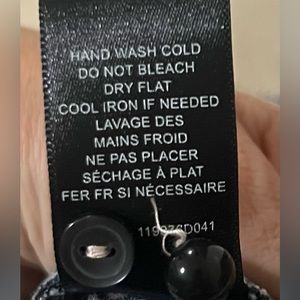 HAND WASH COLD
DO NOT BLEACH
DRY FLAT
COOL IRON IF NEEDED
LAVAGE DES
MAINS FROID
NE PAS PLACER
SÉCHAGE À PLAT
FER FR SI NÉCESSAIRE